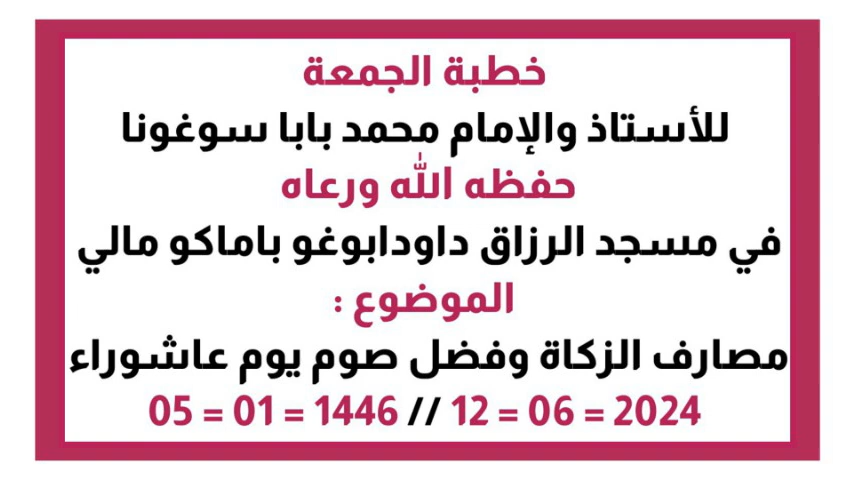 خطبة الجمعة
للأستاذ والإمام محمد بابا سوغونا
حفظه الله ورعاه
في مسجد الرزاق داودابوغو باماكو مالي
الموضوع :
مصارف الزكاة وفضل صوم يوم عاشوراء
05 = 01 = 1446 // 12 = 06 = 2024